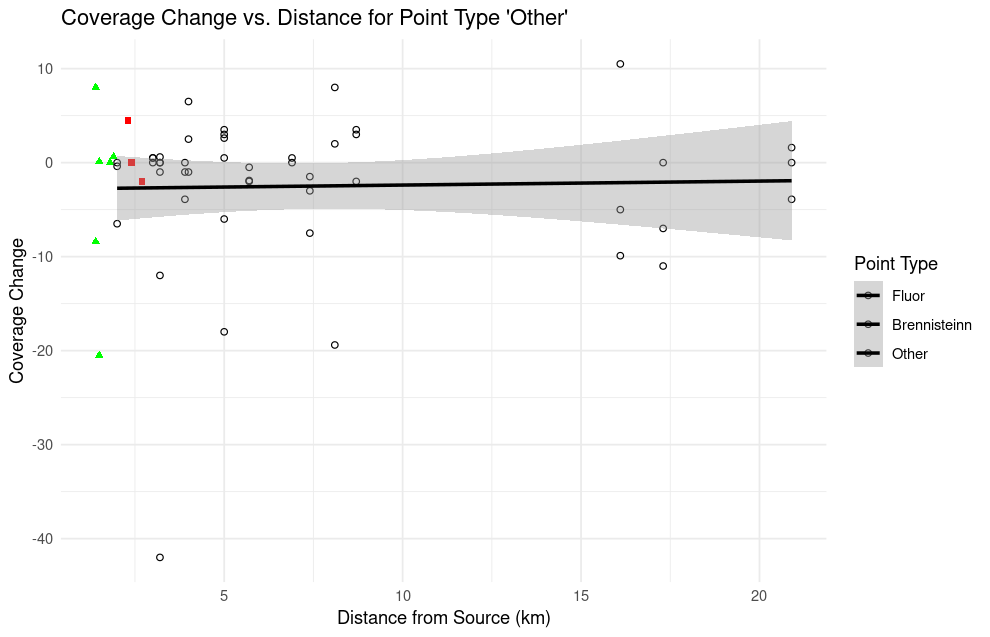 Coverage Change vs. Distance for Point Type 'Other'
Coverage Change
10
0
-10
-20
-30
-40
5
10
15
20
Distance from Source (km)
Point Type
Fluor
Brennisteinn
Other